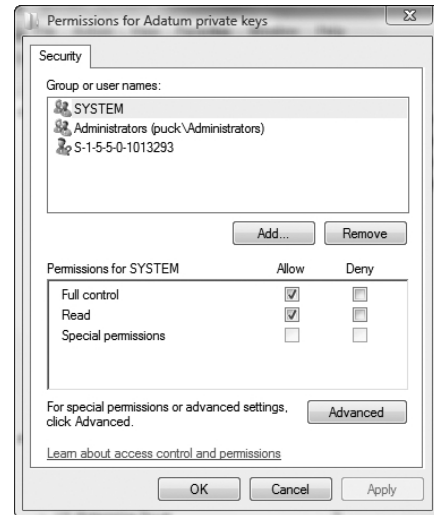 Permissions for Adatum private keys
Security
Group or user names:
SYSTEM
Administrators (puck\Administrators)
S-1-5-5-0-1013293
Add... Remove
Permissions for SYSTEM Allow Deny
Full control
Read
Special permissions
For special permissions or advanced settings,
click Advanced.
Advanced
Learn about access control and permissions
OK Cancel Apply